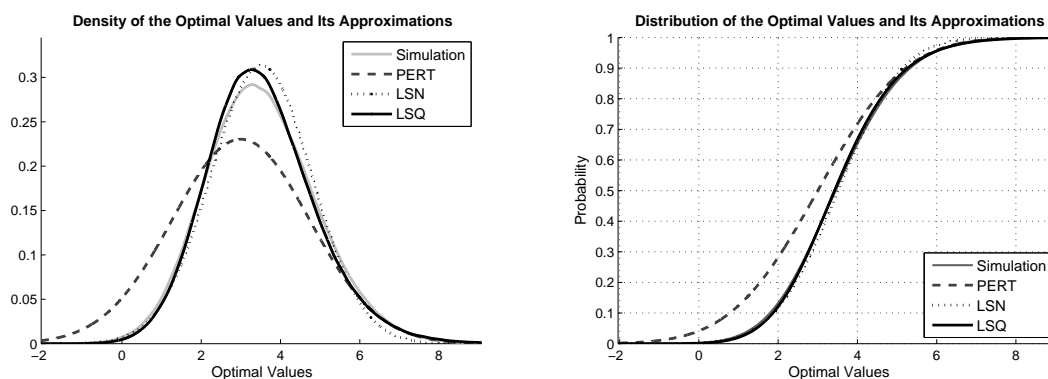 Density of the Optimal Values and Its Approximations
0.3
0.25
0.2
0.15
0.1
0.05
0
-2 0 2 4 6 8
Optimal Values
Simulation
PERT
LSN
LSQ
Distribution of the Optimal Values and Its Approximations
Probability
1
0.9
0.8
0.7
0.6
0.5
0.4
0.3
0.2
0.1
0
-2 0 2 4 6 8
Optimal Values
Simulation
PERT
LSN
LSQ